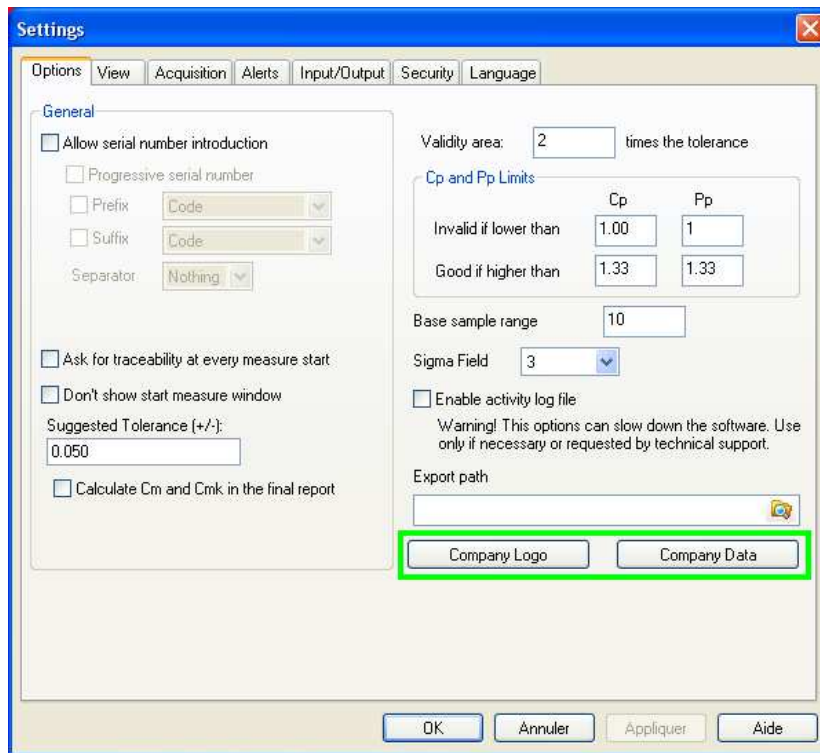 Settings
Options View Acquisition Alerts Input/Output Security Language
General
Allow serial number introduction
Progressive serial number
Prefix Code
Suffix Code
Separator Nothing
Ask for traceability at every measure start
Don't show start measure window
Suggested Tolerance (+/-):
0.050
Calculate Cm and Cmk in the final report
Validity area: 2 times the tolerance
Cp and Pp Limits
Cp Pp
Invalid if lower than 1.00 1
Good if higher than 1.33 1.33
Base sample range 10
Sigma Field 3
Enable activity log file
Warning! This options can slow down the software. Use
only if necessary or requested by technical support.
Export path
Company Logo Company Data
OK Annuler Appliquer Aide